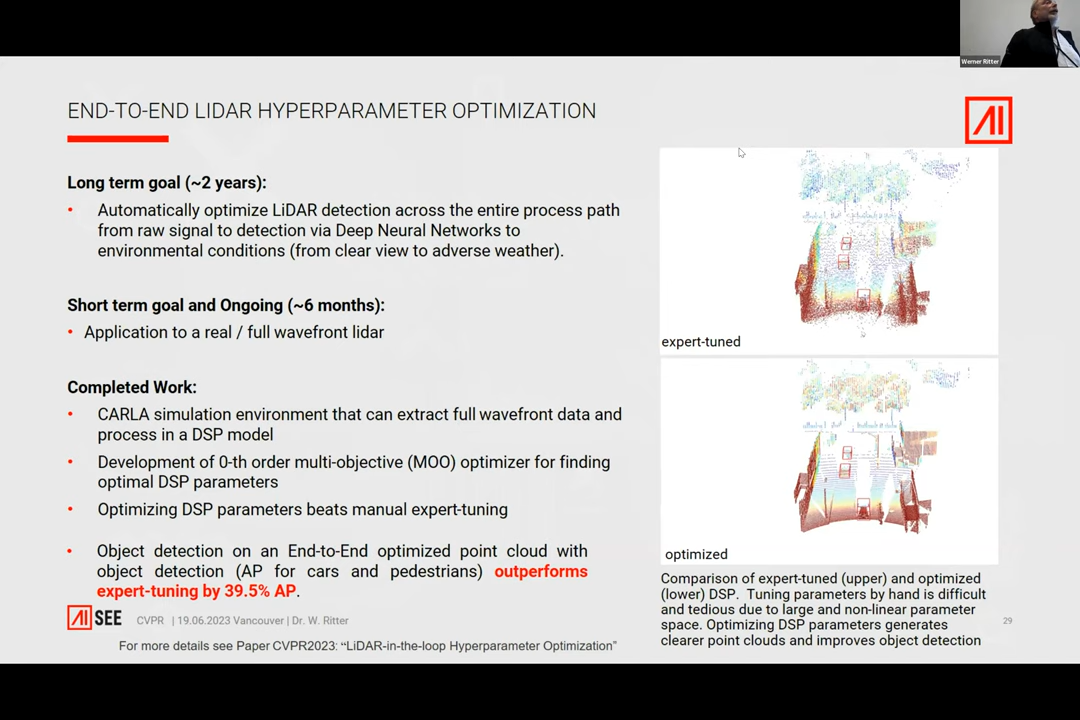 Werner Ritter
END-TO-END LIDAR HYPERPARAMETER OPTIMIZATION
AI
Long term goal (~2 years):
• Automatically optimize LiDAR detection across the entire process path
from raw signal to detection via Deep Neural Networks to
environmental conditions (from clear view to adverse weather).
Short term goal and Ongoing (~6 months):
• Application to a real / full wavefront lidar
Completed Work:
• CARLA simulation environment that can extract full wavefront data and
process in a DSP model
• Development of 0-th order multi-objective (MOO) optimizer for finding
optimal DSP parameters
• Optimizing DSP parameters beats manual expert-tuning
• Object detection on an End-to-End optimized point cloud with
object detection (AP for cars and pedestrians) outperforms
expert-tuning by 39.5% AP.
expert-tuned
optimized
Comparison of expert-tuned (upper) and optimized
(lower) DSP. Tuning parameters by hand is difficult
and tedious due to large and non-linear parameter
space. Optimizing DSP parameters generates
clearer point clouds and improves object detection
AI SEE CVPR | 19.06.2023 Vancouver | Dr. W. Ritter
29
For more details see Paper CVPR2023: “LiDAR-in-the-loop Hyperparameter Optimization”